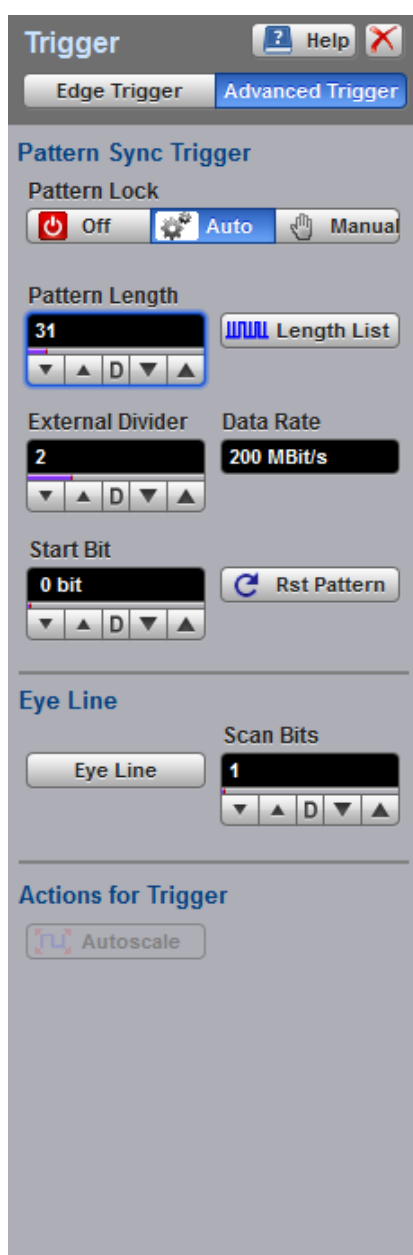 Trigger
Help
Edge Trigger Advanced Trigger
Pattern Sync Trigger
Pattern Lock
Off Auto Manual
Pattern Length
31 Length List
D
External Divider Data Rate
2 200 MBit/s
D
Start Bit
0 bit Rst Pattern
D
Eye Line
Scan Bits
Eye Line 1
D
Actions for Trigger
Autoscale